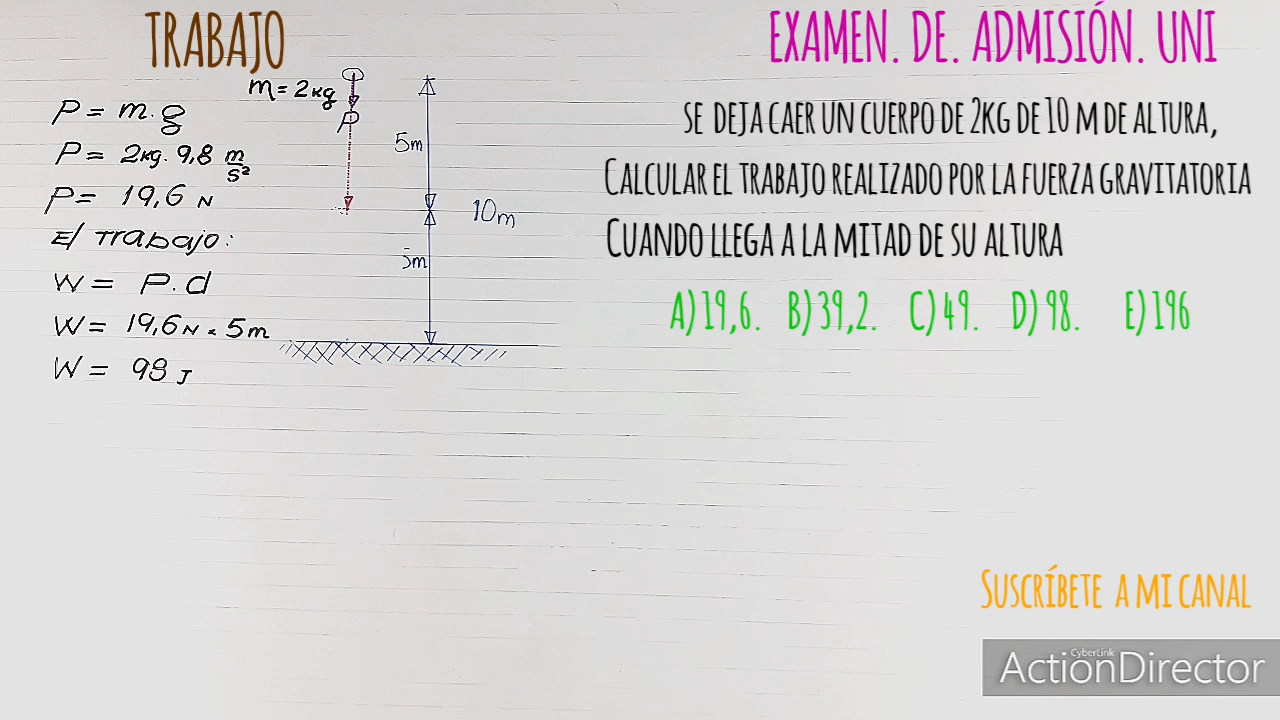 TRABAJO
EXAMEN. DE. ADMISIÓN. UNI
m = 2kg
P
P = m.g
P = 2kg. 9,8 m/s²
P = 19,6 N
El trabajo:
W = P.d
W = 19,6N × 5m
W = 98 J
5m
10m
5m
SE DEJA CAER UN CUERPO DE 2KG DE 10 M DE ALTURA,
CALCULAR EL TRABAJO REALIZADO POR LA FUERZA GRAVITATORIA
CUANDO LLEGA A LA MITAD DE SU ALTURA
A) 19,6. B) 39,2. C) 49. D) 98. E) 196
SUSCRÍBETE A MI CANAL
CyberLink
ActionDirector